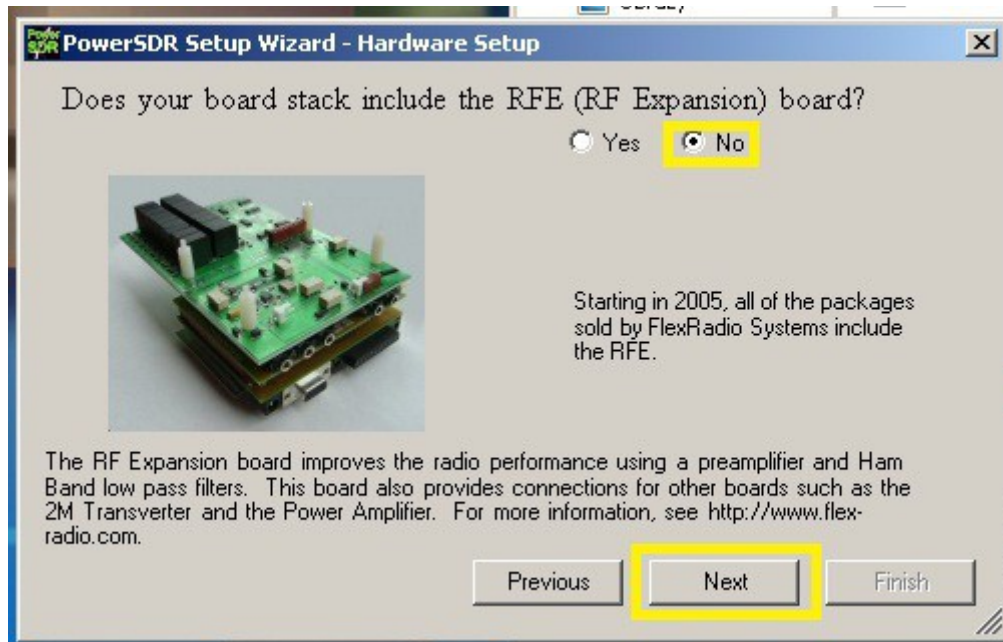 Power
SDR
PowerSDR Setup Wizard - Hardware Setup
Does your board stack include the RFE (RF Expansion) board?
Yes
No
Starting in 2005, all of the packages
sold by FlexRadio Systems include
the RFE.
The RF Expansion board improves the radio performance using a preamplifier and Ham
Band low pass filters. This board also provides connections for other boards such as the
2M Transverter and the Power Amplifier. For more information, see http://www.flex-
radio.com.
Previous
Next
Finish